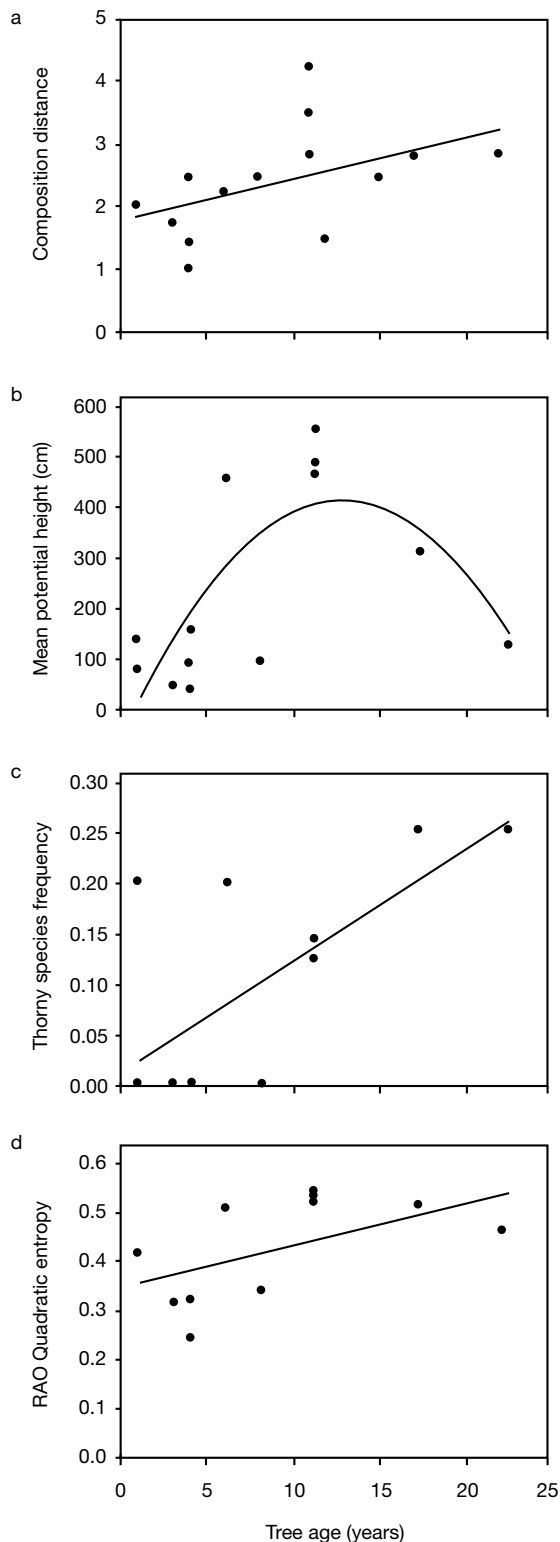 a
5
4
3
2
1
0
Composition distance
b
600
500
400
300
200
100
0
Mean potential height (cm)
c
0.30
0.25
0.20
0.15
0.10
0.05
0.00
Thorny species frequency
d
0.6
0.5
0.4
0.3
0.2
0.1
0.0
RAO Quadratic entropy
0 5 10 15 20 25
Tree age (years)